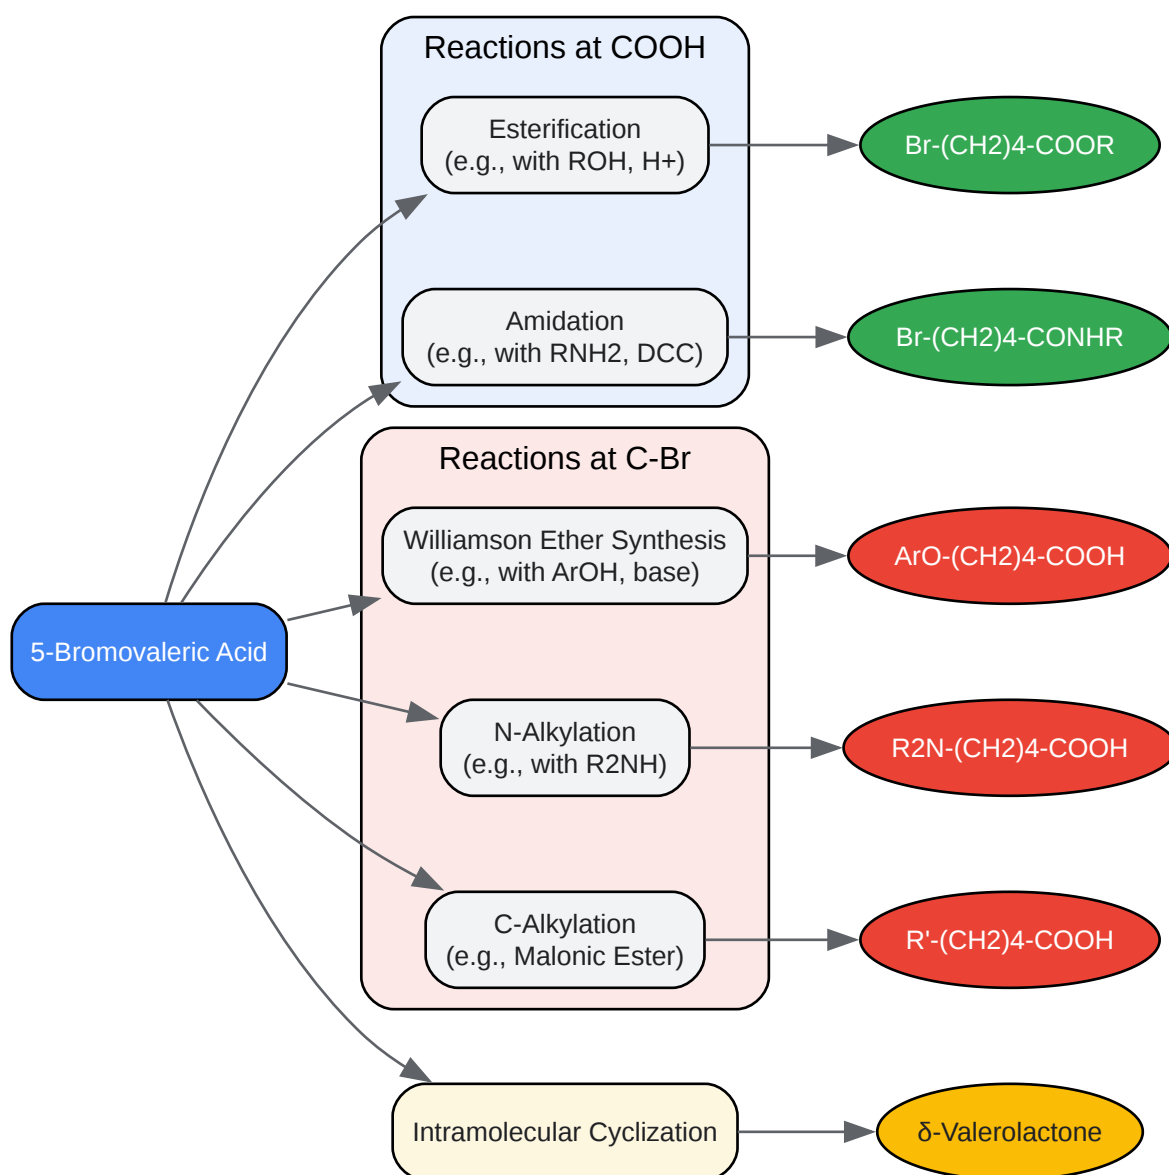 Reactions at COOH
Esterification
(e.g., with ROH, H+)
Br-(CH2)4-COOR
Amidation
(e.g., with RNH2, DCC)
Br-(CH2)4-CONHR
Reactions at C-Br
Williamson Ether Synthesis
(e.g., with ArOH, base)
ArO-(CH2)4-COOH
5-Bromovaleric Acid
N-Alkylation
(e.g., with R2NH)
R2N-(CH2)4-COOH
C-Alkylation
(e.g., Malonic Ester)
R'-(CH2)4-COOH
Intramolecular Cyclization
δ-Valerolactone